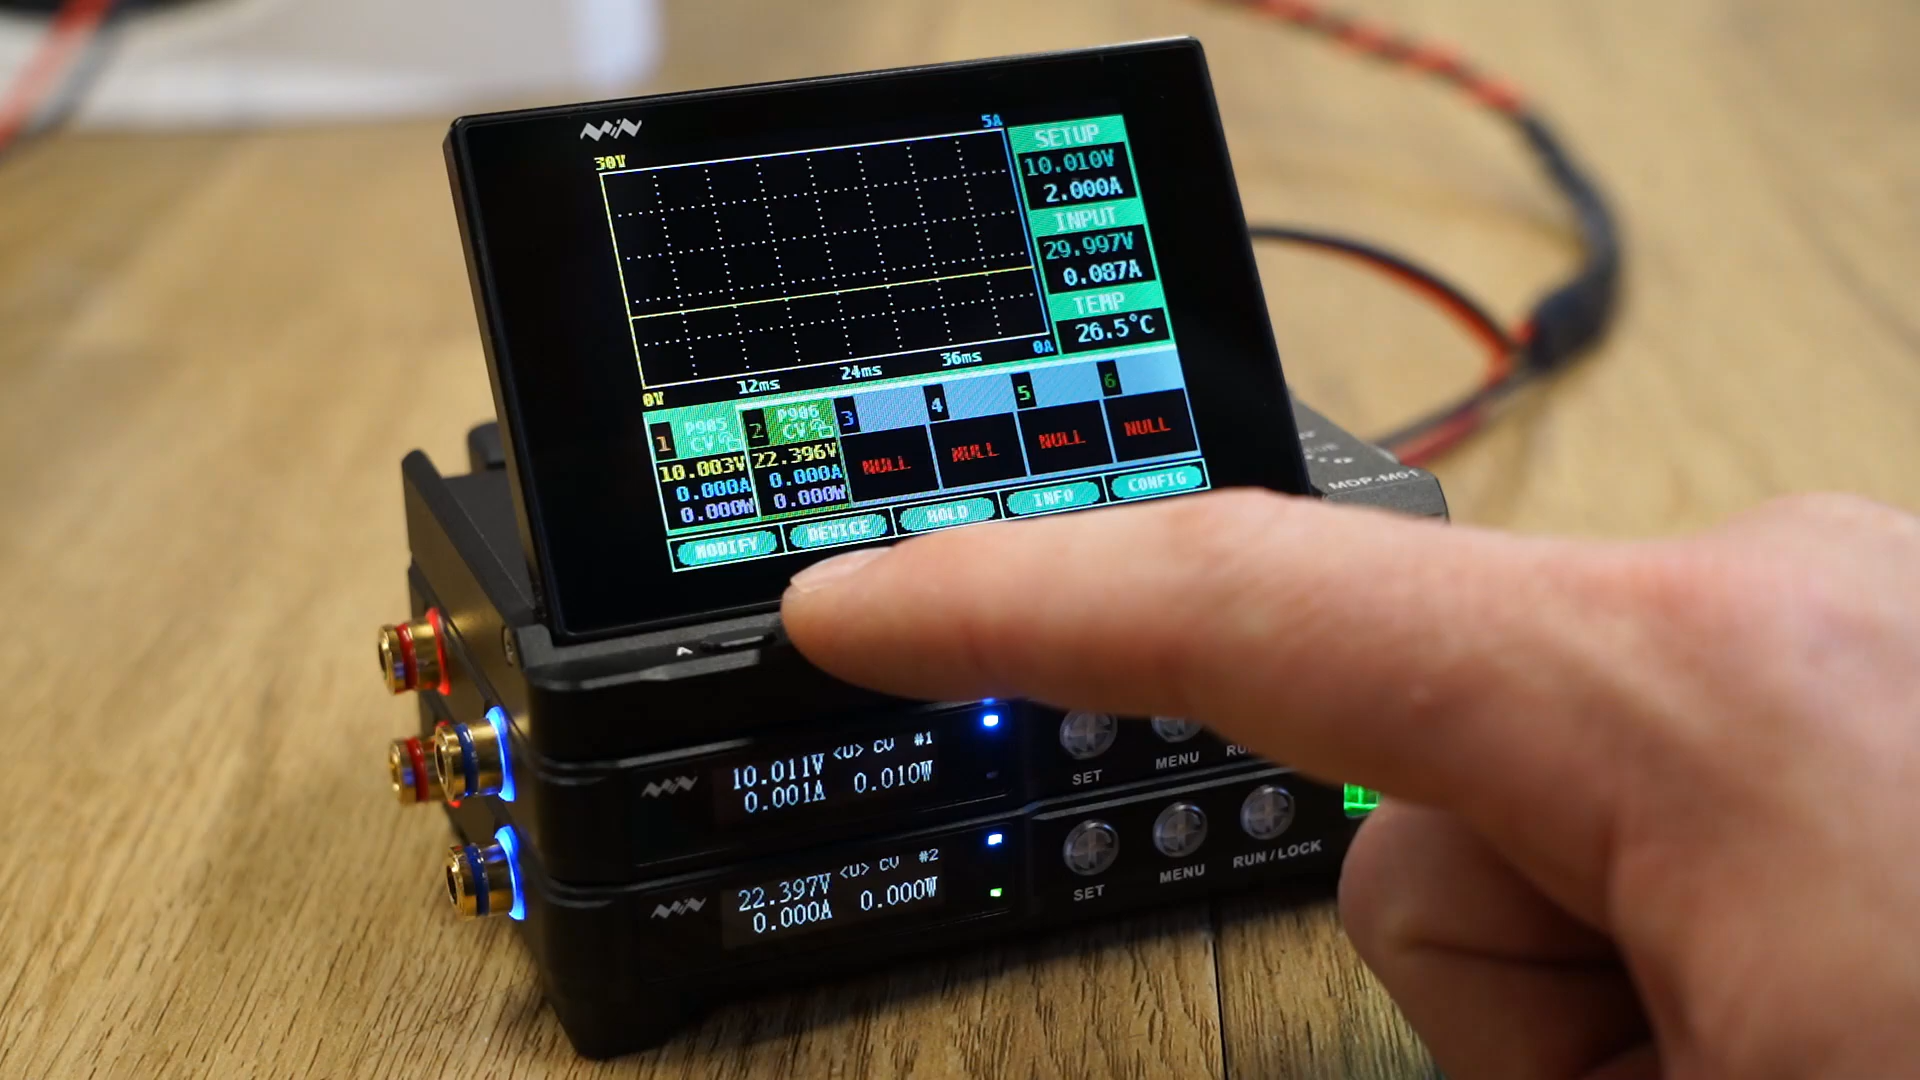 MiN
30V
5A
SETUP
10.010V
2.000A
INPUT
29.997V
0.087A
TEMP
26.5°C
0V
12ms
24ms
36ms
0A
1 P905 CV
10.003V
0.000A
0.000W
2 P906 CV
22.396V
0.000A
0.000W
3
NULL
4
NULL
5
NULL
6
NULL
MODIFY DEVICE HOLD INFO CONFIG
MDP-M01
A
10.011V <U> CV #1
0.001A 0.010W
SET MENU RU
22.397V <U> CV #2
0.000A 0.000W
SET MENU RUN/LOCK